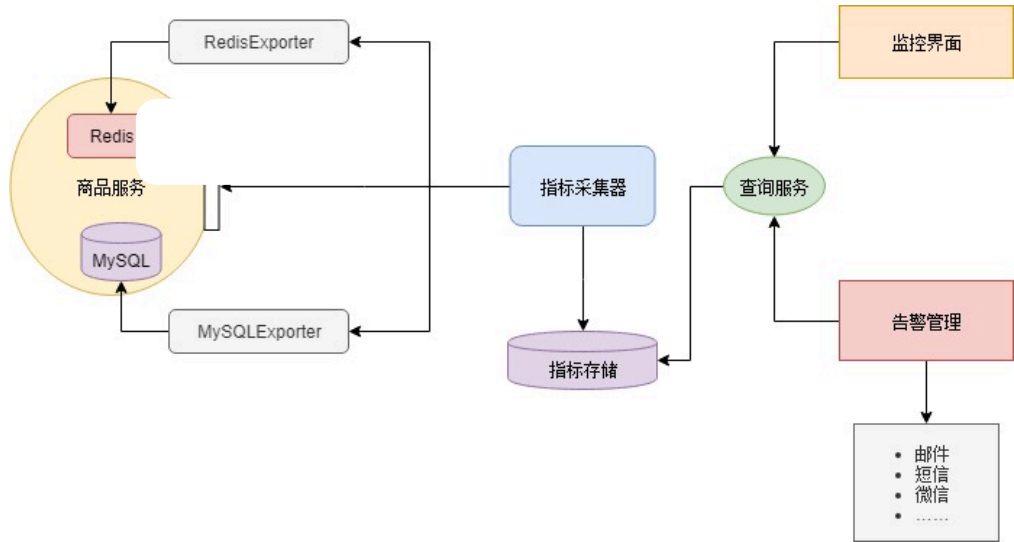 RedisExporter
监控界面
Redis
商品服务
指标采集器
查询服务
MySQL
MySQLExporter
告警管理
指标存储
• 邮件
• 短信
• 微信
• ……